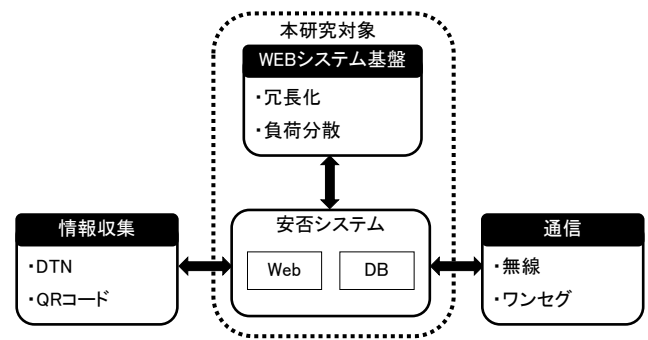 本研究対象
WEBシステム基盤
・冗長化
・負荷分散
情報収集
・DTN
・QRコード
安否システム
Web
DB
通信
・無線
・ワンセグ